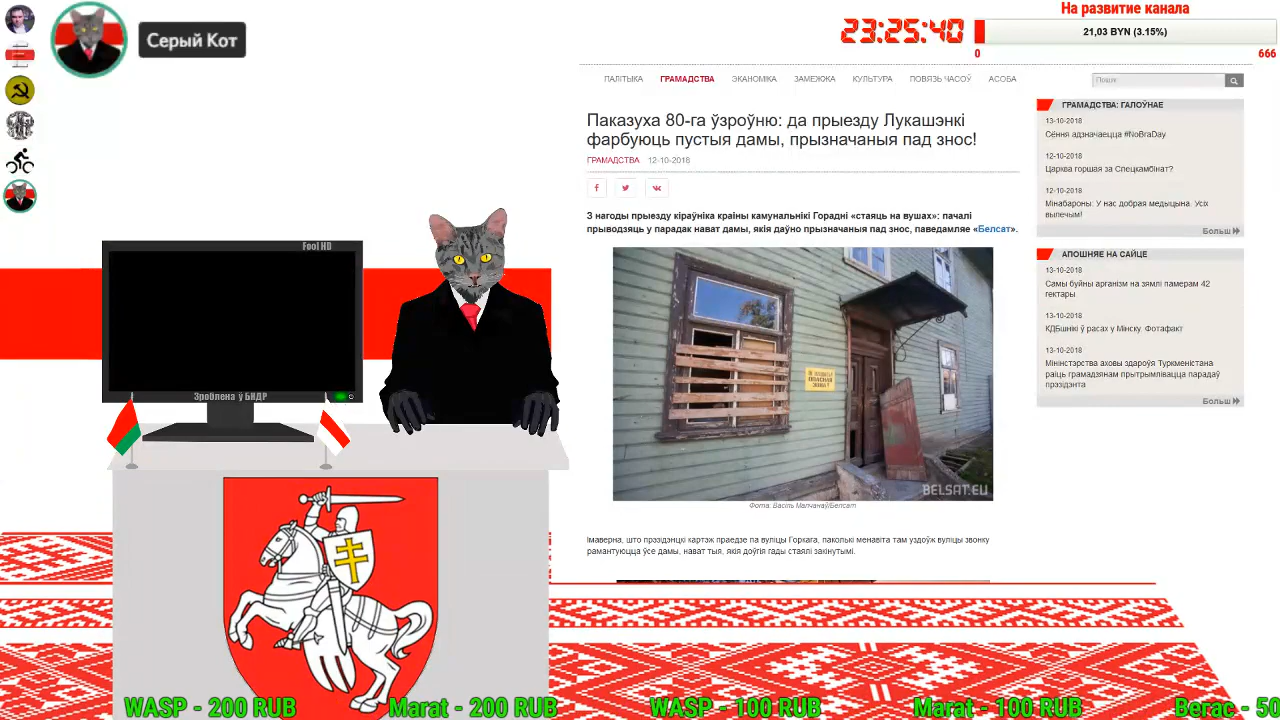 Серый Кот
23:25:40
На развитие канала
21,03 BYN (3.15%)
0
666
ПАЛІТЫКА ГРАМАДСТВА ЭКАНОМІКА ЗАМЕЖЖА КУЛЬТУРА ПОВЯЗЬ ЧАСОЎ АСОБА
Пошук
Паказуха 80-га ўзроўню: да прыезду Лукашэнкі
фарбуюць пустыя дамы, прызначаныя пад знос!
ГРАМАДСТВА 12-10-2018
З нагоды прыезду кіраўніка краіны камунальнікі Горадні «стаяць на вушах»: пачалі
прыводзяць у парадак нават дамы, якія даўно прызначаныя пад знос, паведамляе «Белсат».
BELSAT.EU
Фота: Васіль Малчанаў/Белсат
Імаверна, што прэзідэнцкі картэж праедзе па вуліцы Горкага, паколькі менавіта там уздоўж вуліцы звонку
рамантуюцца ўсе дамы, нават тыя, якія доўгія гады стаялі закінутымі.
ГРАМАДСТВА: ГАЛОЎНАЕ
13-10-2018
Сёння адзначаецца #NoBraDay
12-10-2018
Царква горшая за Спецкамбінат?
12-10-2018
Мінабароны: У нас добрая медыцына. Усіх
вылечым!
Больш
АПОШНЯЕ НА САЙЦЕ
13-10-2018
Самы буйны арганізм на зямлі памерам 42
гектары
13-10-2018
КДБшнікі ў расах у Мінску. Фотафакт
13-10-2018
Міністэрства аховы здароўя Туркменістана
раіць грамадзянам прытрымлівацца парадаў
прэзідэнта
Больш
Fool HD
Зроблена ў БНДР
WASP - 200 RUB Marat - 200 RUB WASP - 100 RUB Marat - 100 RUB Berac - 50